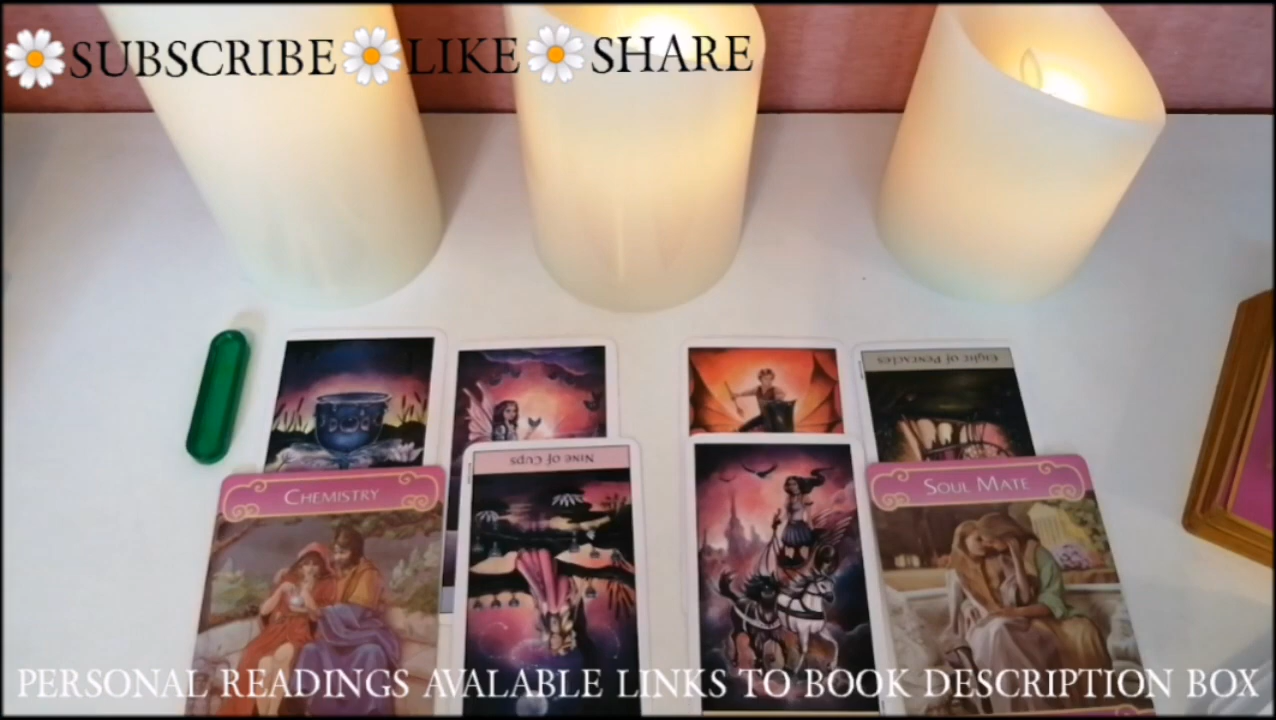 SUBSCRIBE LIKE SHARE
Eight of Pentacles
Nine of Cups
Chemistry
Soul Mate
PERSONAL READINGS AVALABLE LINKS TO BOOK DESCRIPTION BOX